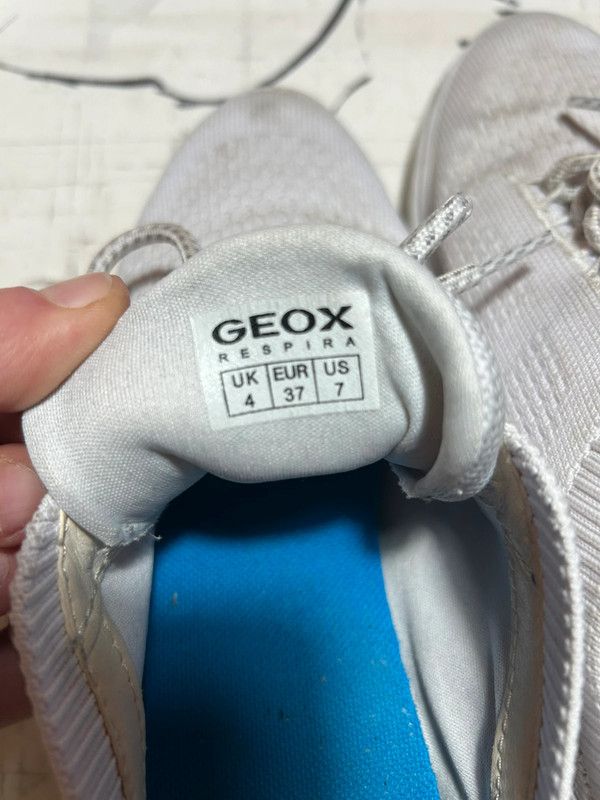 GEOX
RESPIRA
UK EUR US
4 37 7